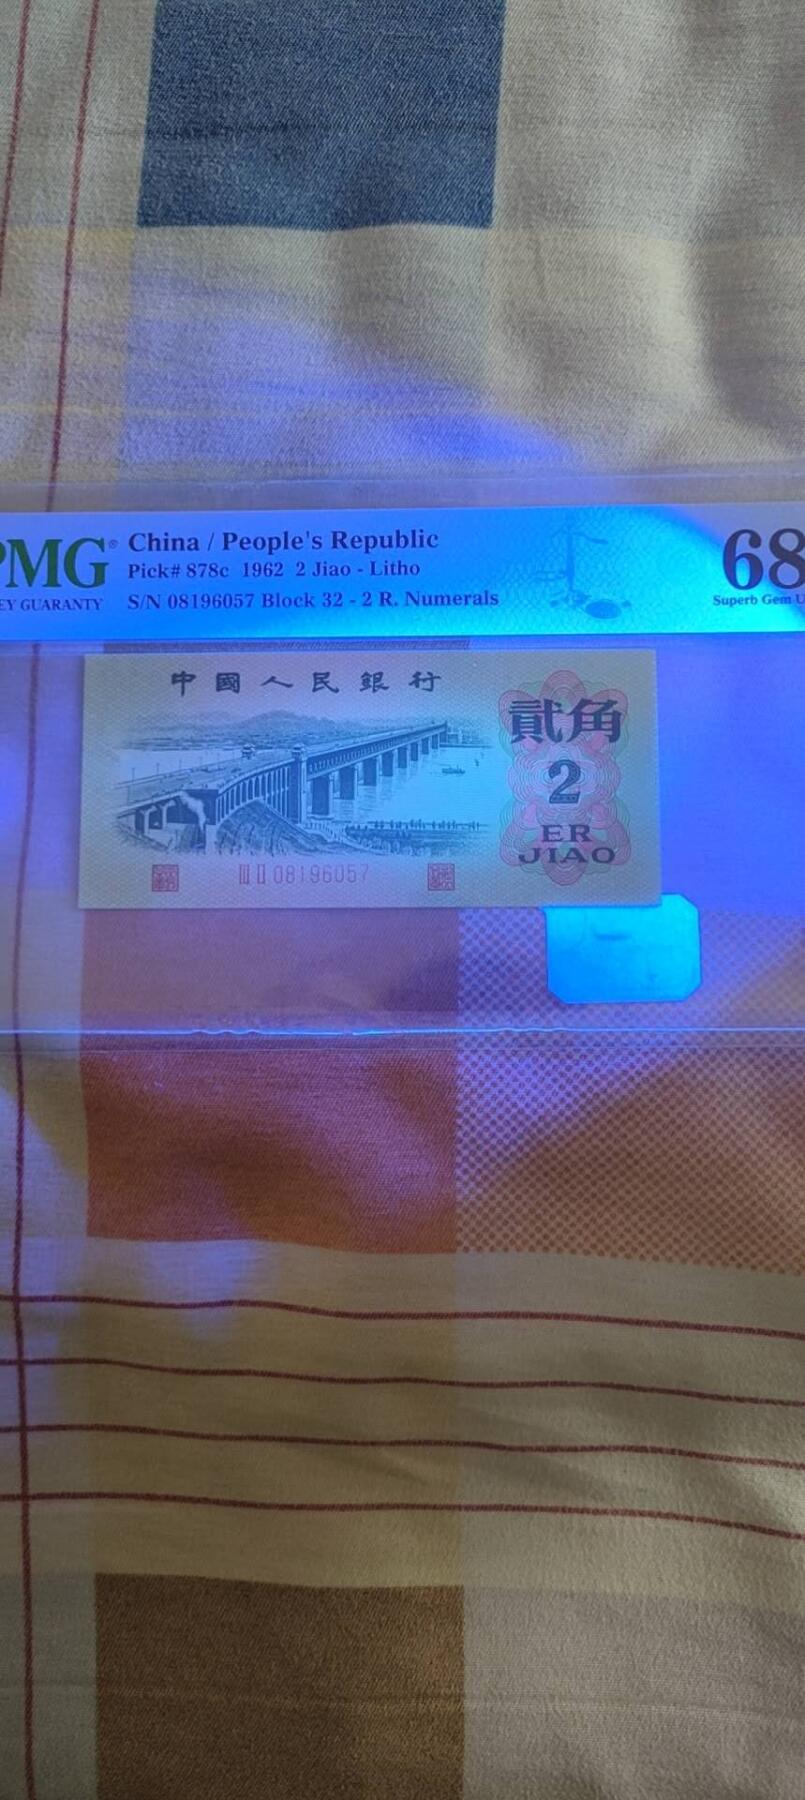 PMG
China / People's Republic
Pick# 878c 1962 2 Jiao - Litho
EY GUARANTY
S/N 08196057 Block 32 - 2 R. Numerals
68
Superb Gem U
中國人民銀行
貳角
2
ER
JIAO
III II 08196057